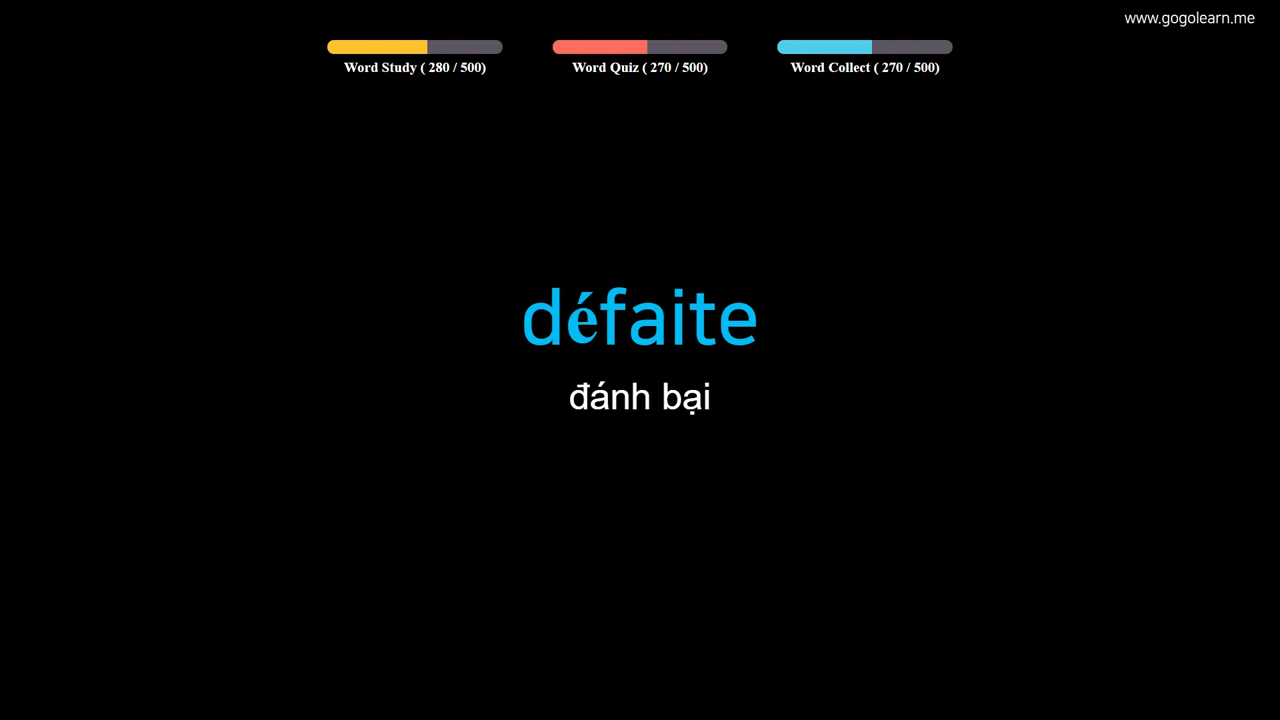 www.gogolearn.me
Word Study ( 280 / 500)
Word Quiz ( 270 / 500)
Word Collect ( 270 / 500)
défaite
đánh bại